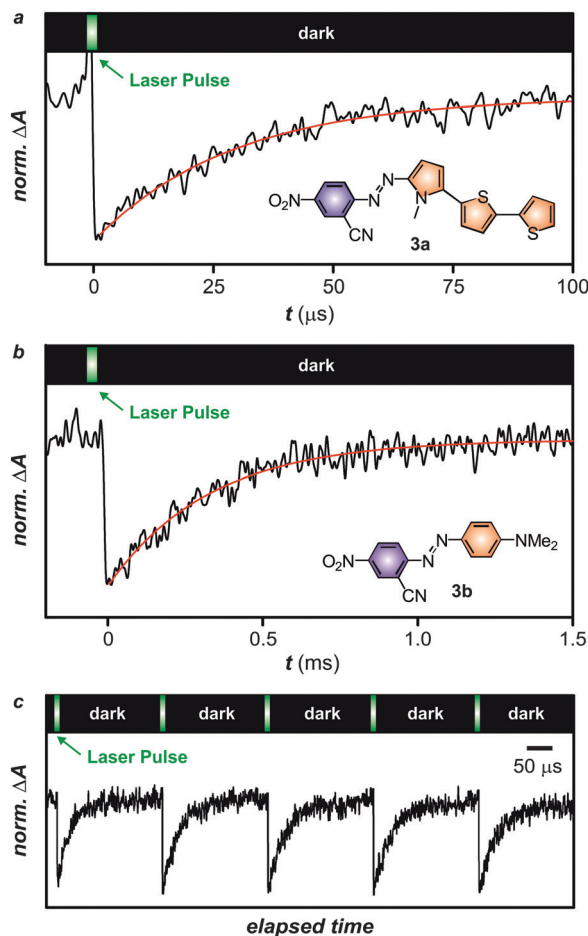 a
dark
Laser Pulse
norm. ΔA
O₂N
N
N
N
S
S
CN
3a
0 25 50 75 100
t (μs)
b
dark
Laser Pulse
norm. ΔA
O₂N
N
N
NMe₂
CN
3b
0 0.5 1.0 1.5
t (ms)
c
dark dark dark dark dark
Laser Pulse
50 μs
norm. ΔA
elapsed time